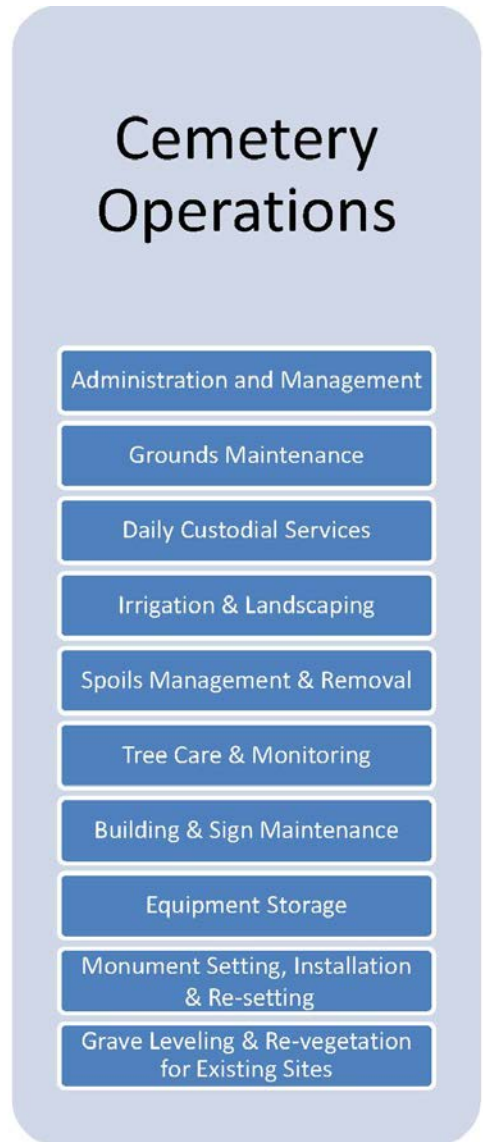 Cemetery
Operations
Administration and Management
Grounds Maintenance
Daily Custodial Services
Irrigation & Landscaping
Spoils Management & Removal
Tree Care & Monitoring
Building & Sign Maintenance
Equipment Storage
Monument Setting, Installation
& Re-setting
Grave Leveling & Re-vegetation
for Existing Sites